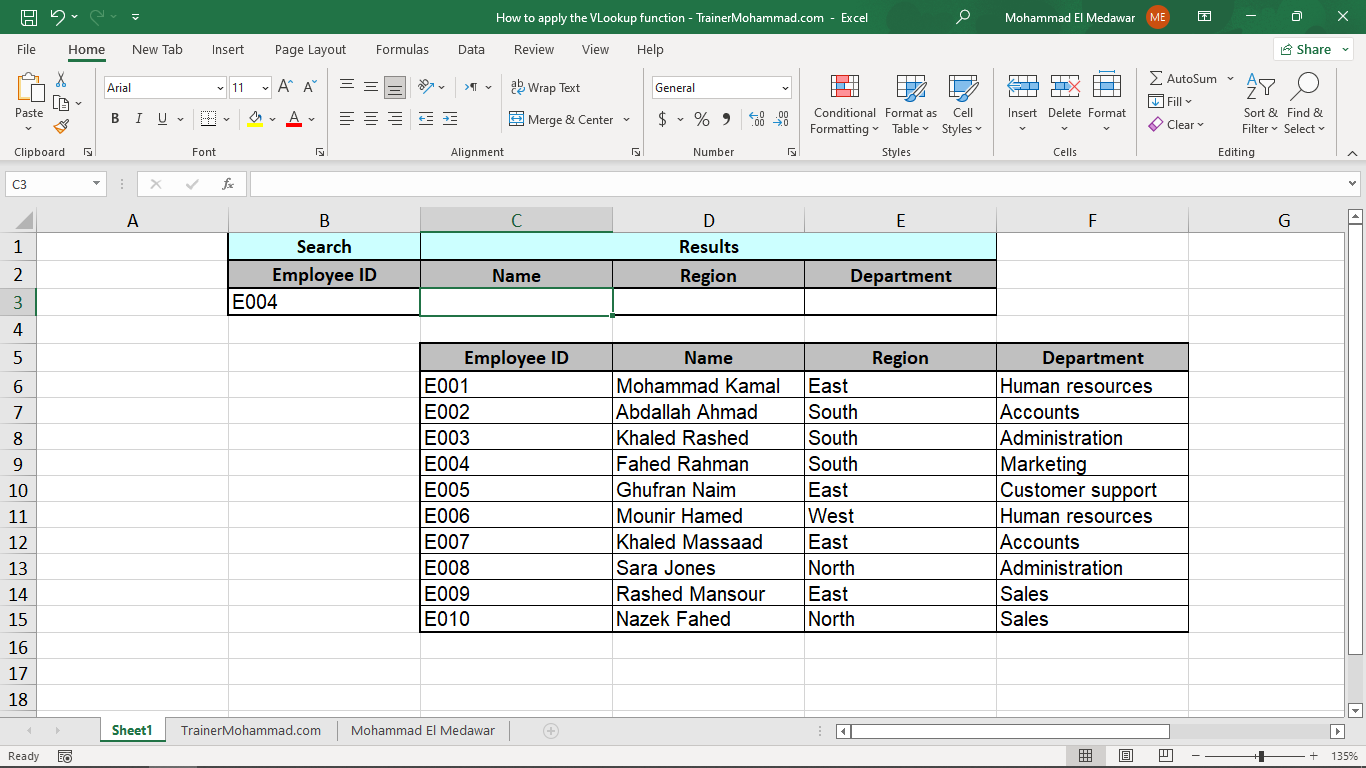 How to apply the VLookup function - TrainerMohammad.com - Excel
Mohammad El Medawar ME
File Home New Tab Insert Page Layout Formulas Data Review View Help Share
Paste
Clipboard
Arial 11
B I U A
Font
ab Wrap Text
Merge & Center
Alignment
General
$ % 9
Number
Conditional Formatting
Format as Table
Cell Styles
Styles
Insert Delete Format
Cells
AutoSum
Fill
Clear
Sort & Filter
Find & Select
Editing
C3 fx
A B C D E F G
1 Search Results
2 Employee ID Name Region Department
3 E004
4
5 Employee ID Name Region Department
6 E001 Mohammad Kamal East Human resources
7 E002 Abdallah Ahmad South Accounts
8 E003 Khaled Rashed South Administration
9 E004 Fahed Rahman South Marketing
10 E005 Ghufran Naim East Customer support
11 E006 Mounir Hamed West Human resources
12 E007 Khaled Massaad East Accounts
13 E008 Sara Jones North Administration
14 E009 Rashed Mansour East Sales
15 E010 Nazek Fahed North Sales
16
17
18
Sheet1 TrainerMohammad.com Mohammad El Medawar
Ready 135%